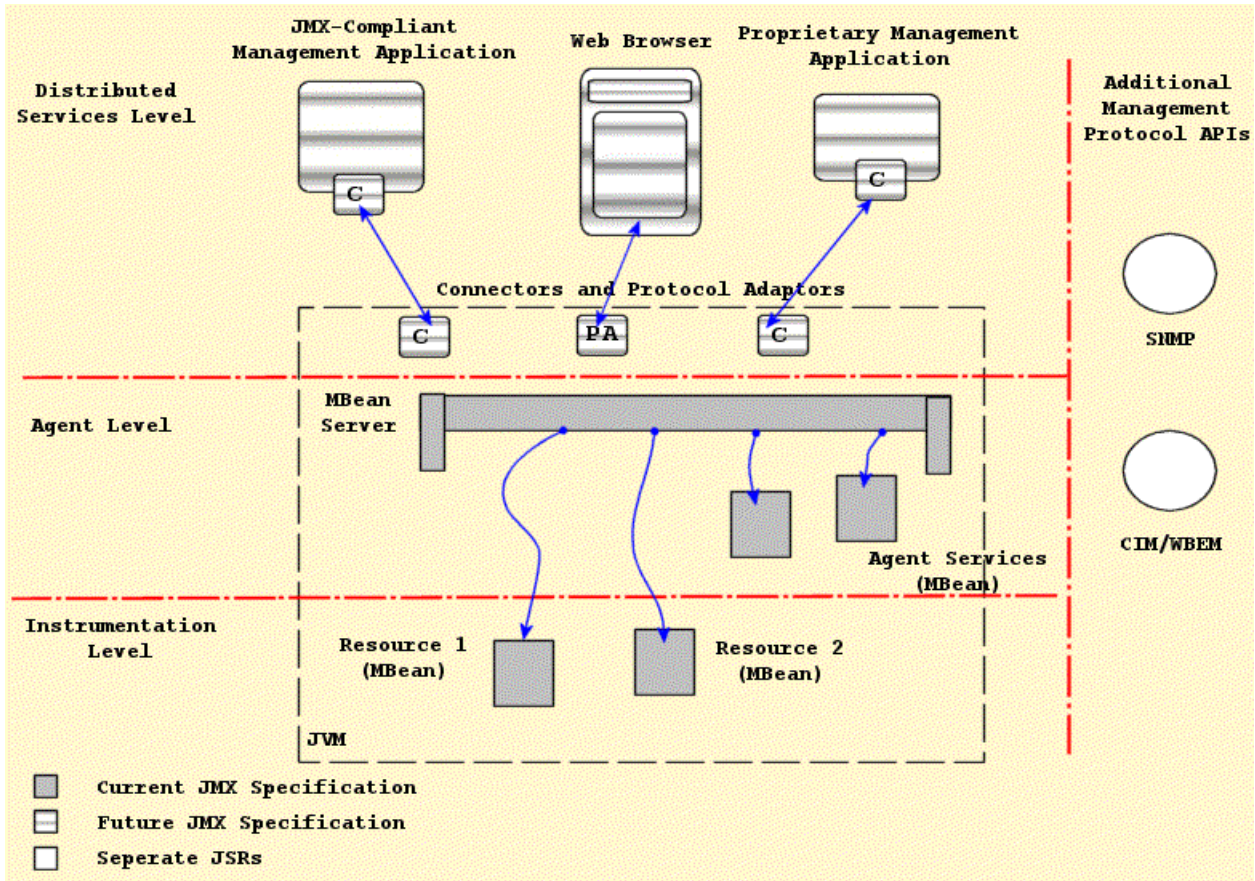 JMX-Compliant
Management Application
Web Browser
Proprietary Management
Application
Distributed
Services Level
Additional
Management
Protocol APIs
C
C
Connectors and Protocol Adaptors
C
PA
C
SNMP
MBean
Server
Agent Level
CIM/WBEM
Agent Services
(MBean)
Instrumentation
Level
Resource 1
(MBean)
Resource 2
(MBean)
JVM
Current JMX Specification
Future JMX Specification
Seperate JSRs